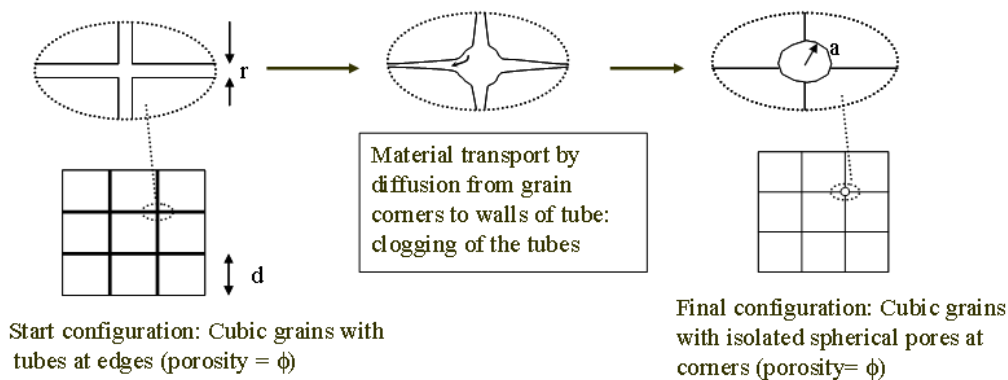 r
a
Material transport by
diffusion from grain
corners to walls of tube:
clogging of the tubes
d
Start configuration: Cubic grains with
tubes at edges (porosity = ϕ)
Final configuration: Cubic grains
with isolated spherical pores at
corners (porosity= ϕ)